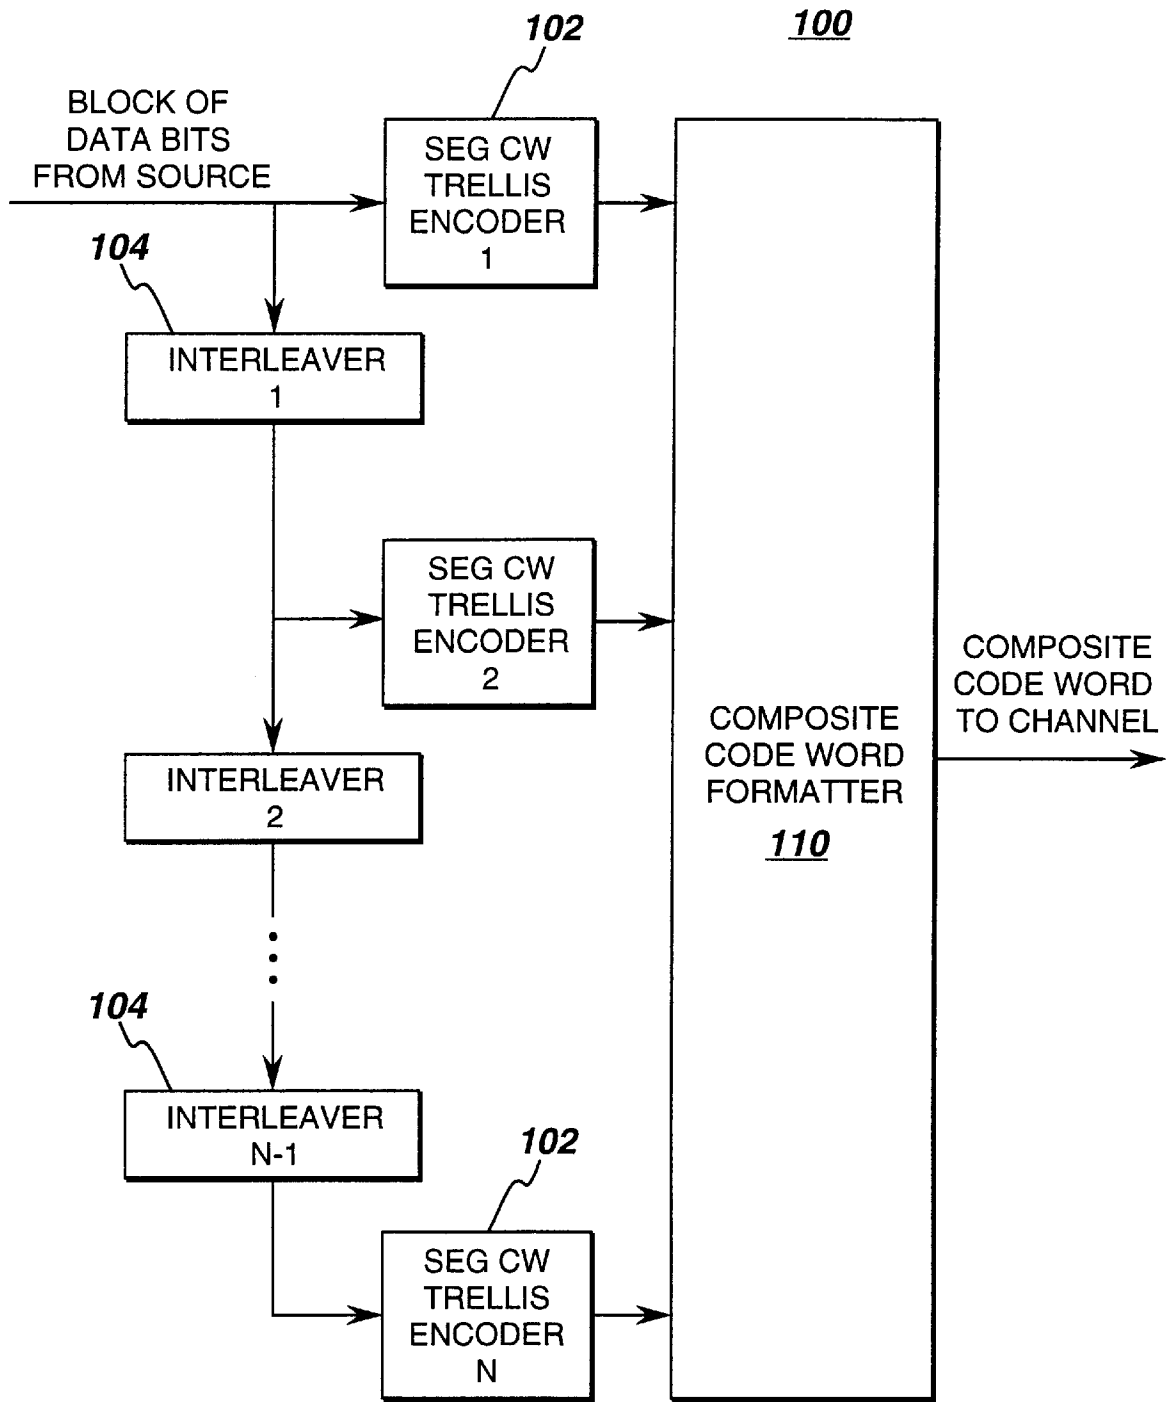 102
100
BLOCK OF
DATA BITS
FROM SOURCE
SEG CW
TRELLIS
ENCODER
1
104
INTERLEAVER
1
SEG CW
TRELLIS
ENCODER
2
COMPOSITE
CODE WORD
TO CHANNEL
COMPOSITE
CODE WORD
FORMATTER
110
INTERLEAVER
2
104
INTERLEAVER
N-1
102
SEG CW
TRELLIS
ENCODER
N